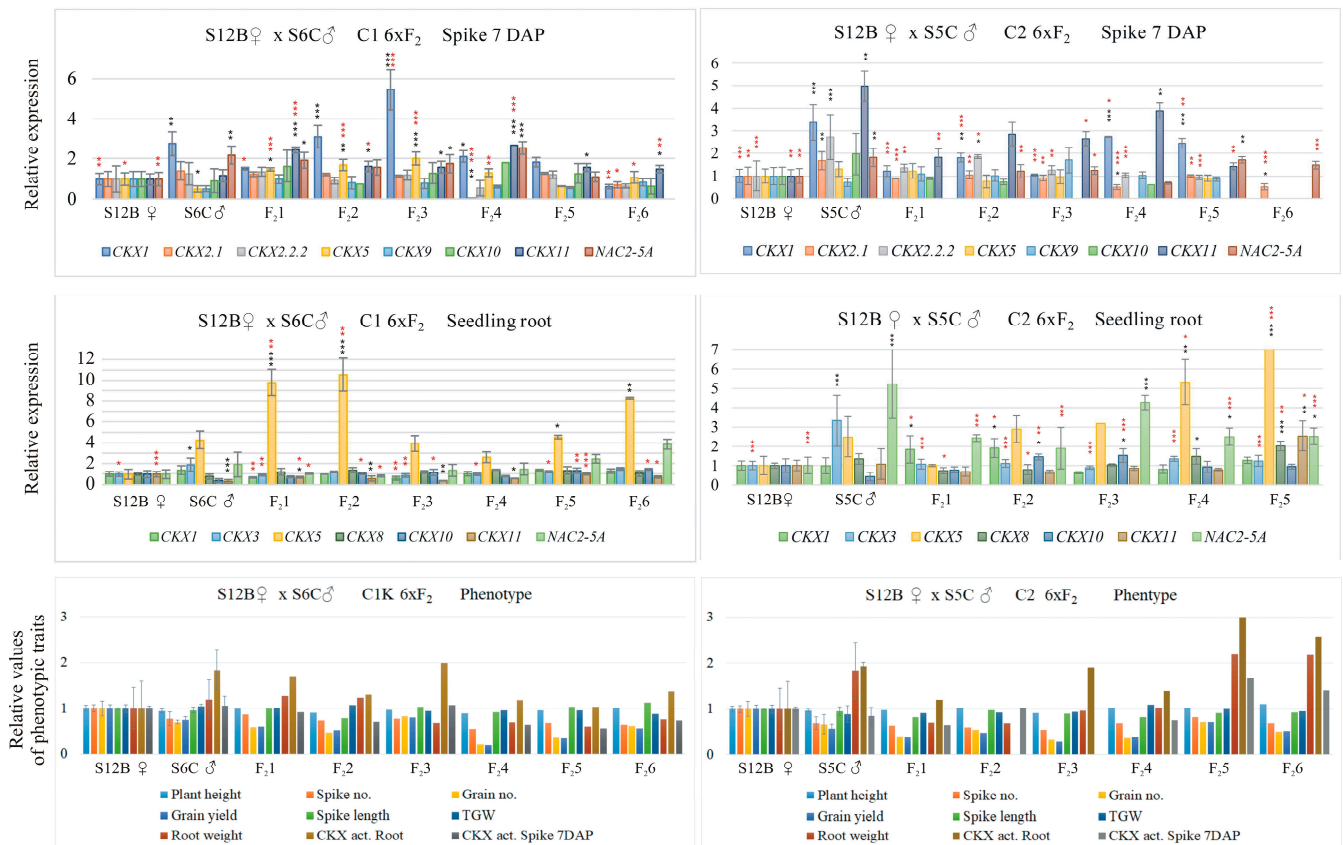 S12B♀ x S6C♂ C1 6xF₂ Spike 7 DAP
Relative expression
6
4
2
0
S12B ♀ S6C♂ F₂1 F₂2 F₂3 F₂4 F₂5 F₂6
CKX1 CKX2.1 CKX2.2.2 CKX5 CKX9 CKX10 CKX11 NAC2-5A
S12B ♀ x S5C ♂ C2 6xF₂ Spike 7 DAP
6
5
4
3
2
1
0
S12B ♀ S5C♂ F₂1 F₂2 F₂3 F₂4 F₂5 F₂6
CKX1 CKX2.1 CKX2.2.2 CKX5 CKX9 CKX10 CKX11 NAC2-5A
S12B♀ x S6C♂ C1 6xF₂ Seedling root
Relative expression
12
10
8
6
4
2
1
0
S12B ♀ S6C ♂ F₂1 F₂2 F₂3 F₂4 F₂5 F₂6
CKX1 CKX3 CKX5 CKX8 CKX10 CKX11 NAC2-5A
S12B ♀ x S5C ♂ C2 6xF₂ Seedling root
7
6
5
4
3
2
1
0
S12B♀ S5C♂ F₂1 F₂2 F₂3 F₂4 F₂5
CKX1 CKX3 CKX5 CKX8 CKX10 CKX11 NAC2-5A
S12B♀ x S6C♂ C1K 6xF₂ Phenotype
Relative values
of phenotypic traits
3
2
1
0
S12B ♀ S6C ♂ F₂1 F₂2 F₂3 F₂4 F₂5 F₂6
Plant height Spike no. Grain no.
Grain yield Spike length TGW
Root weight CKX act. Root CKX act. Spike 7DAP
S12B ♀ x S5C ♂ C2 6xF₂ Phentype
3
2
1
0
S12B ♀ S5C ♂ F₂1 F₂2 F₂3 F₂4 F₂5 F₂6
Plant height Spike no. Grain no.
Grain yield Spike length TGW
Root weight CKX act. Root CKX act. Spike 7DAP